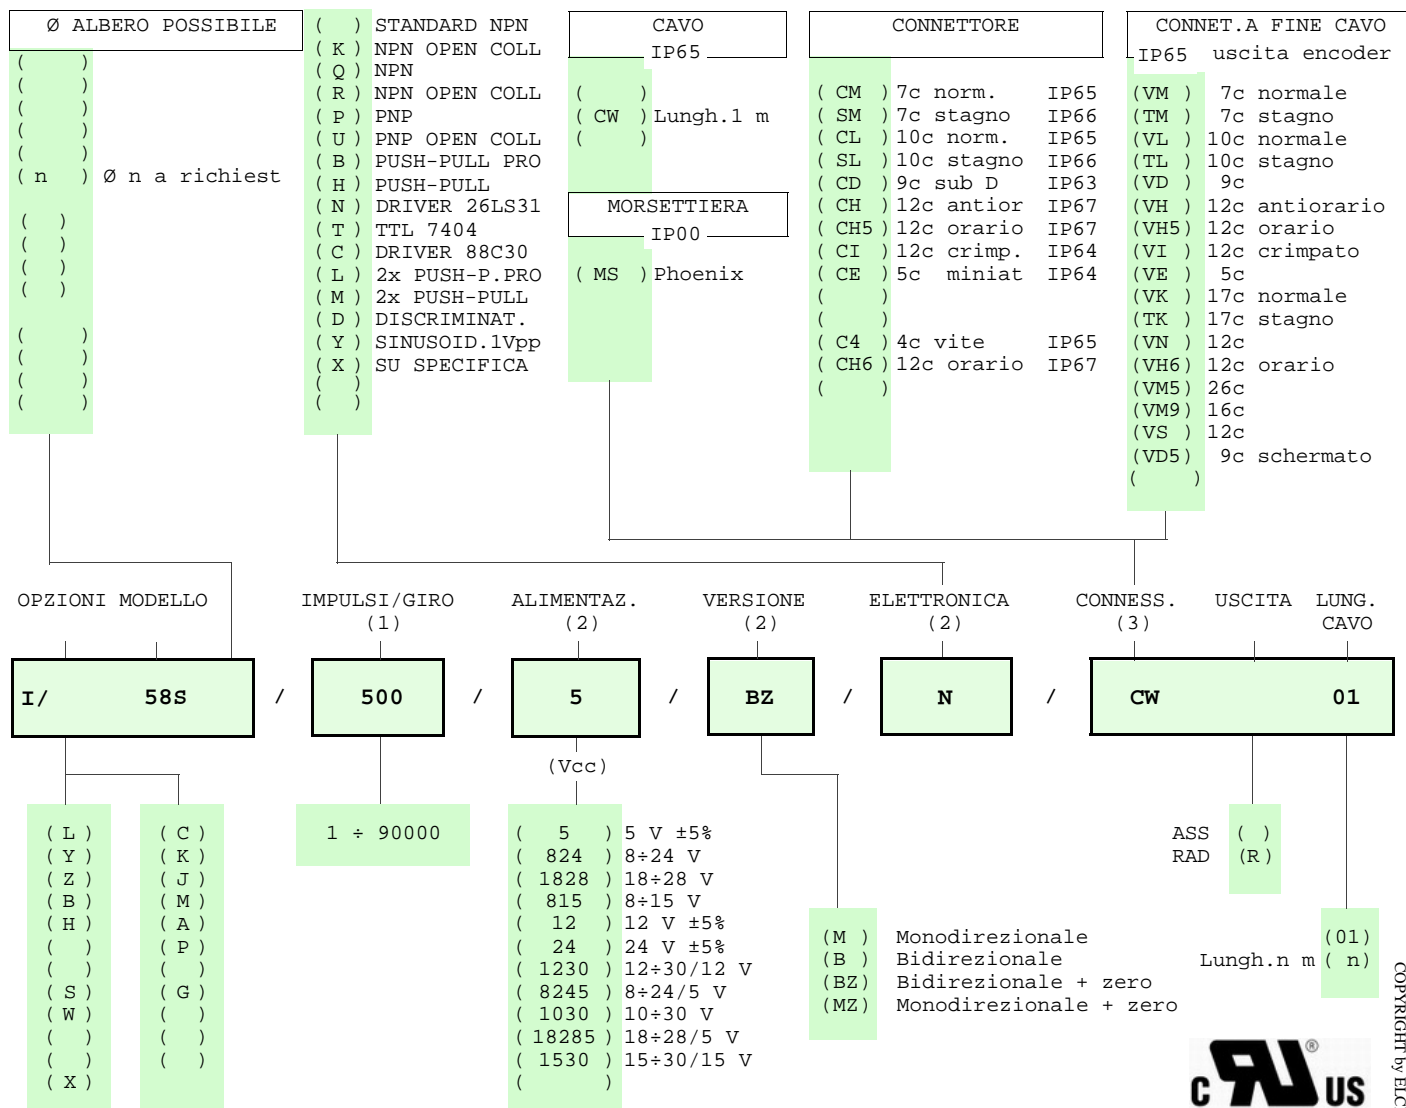 Ø ALBERO POSSIBILE
( )
( )
( )
( )
( )
( n ) Ø n a richiest
( )
( )
( )
( )
( )
( )
( )
( )
( ) STANDARD NPN
( K ) NPN OPEN COLL
( Q ) NPN
( R ) NPN OPEN COLL
( P ) PNP
( U ) PNP OPEN COLL
( B ) PUSH-PULL PRO
( H ) PUSH-PULL
( N ) DRIVER 26LS31
( T ) TTL 7404
( C ) DRIVER 88C30
( L ) 2x PUSH-P.PRO
( M ) 2x PUSH-PULL
( D ) DISCRIMINAT.
( Y ) SINUSOID.1Vpp
( X ) SU SPECIFICA
( )
( )
CAVO
IP65
( )
( CW ) Lungh.1 m
( )
MORSETTIERA
IP00
( MS ) Phoenix
CONNETTORE
( CM ) 7c norm. IP65
( SM ) 7c stagno IP66
( CL ) 10c norm. IP65
( SL ) 10c stagno IP66
( CD ) 9c sub D IP63
( CH ) 12c antior IP67
( CH5 ) 12c orario IP67
( CI ) 12c crimp. IP64
( CE ) 5c miniat IP64
( )
( )
( C4 ) 4c vite IP65
( CH6 ) 12c orario IP67
( )
CONNET.A FINE CAVO
IP65 uscita encoder
(VM ) 7c normale
(TM ) 7c stagno
(VL ) 10c normale
(TL ) 10c stagno
(VD ) 9c
(VH ) 12c antiorario
(VH5) 12c orario
(VI ) 12c crimpato
(VE ) 5c
(VK ) 17c normale
(TK ) 17c stagno
(VN ) 12c
(VH6) 12c orario
(VM5) 26c
(VM9) 16c
(VS ) 12c
(VD5) 9c schermato
( )
OPZIONI MODELLO IMPULSI/GIRO ALIMENTAZ. VERSIONE ELETTRONICA CONNESS. USCITA LUNG.
(1) (2) (2) (2) (3) CAVO
I/ 58S / 500 / 5 / BZ / N / CW 01
(Vcc)
( L )
( Y )
( Z )
( B )
( H )
( )
( )
( S )
( W )
( )
( )
( X )
( C )
( K )
( J )
( M )
( A )
( P )
( )
( G )
( )
( )
( )
1 ÷ 90000
( 5 ) 5 V ±5%
( 824 ) 8÷24 V
( 1828 ) 18÷28 V
( 815 ) 8÷15 V
( 12 ) 12 V ±5%
( 24 ) 24 V ±5%
( 1230 ) 12÷30/12 V
( 8245 ) 8÷24/5 V
( 1030 ) 10÷30 V
( 18285 ) 18÷28/5 V
( 1530 ) 15÷30/15 V
( )
(M ) Monodirezionale
(B ) Bidirezionale
(BZ) Bidirezionale + zero
(MZ) Monodirezionale + zero
ASS ( )
RAD (R)
(01)
Lungh.n m ( n)
C RU ® US
COPYRIGHT by ELC